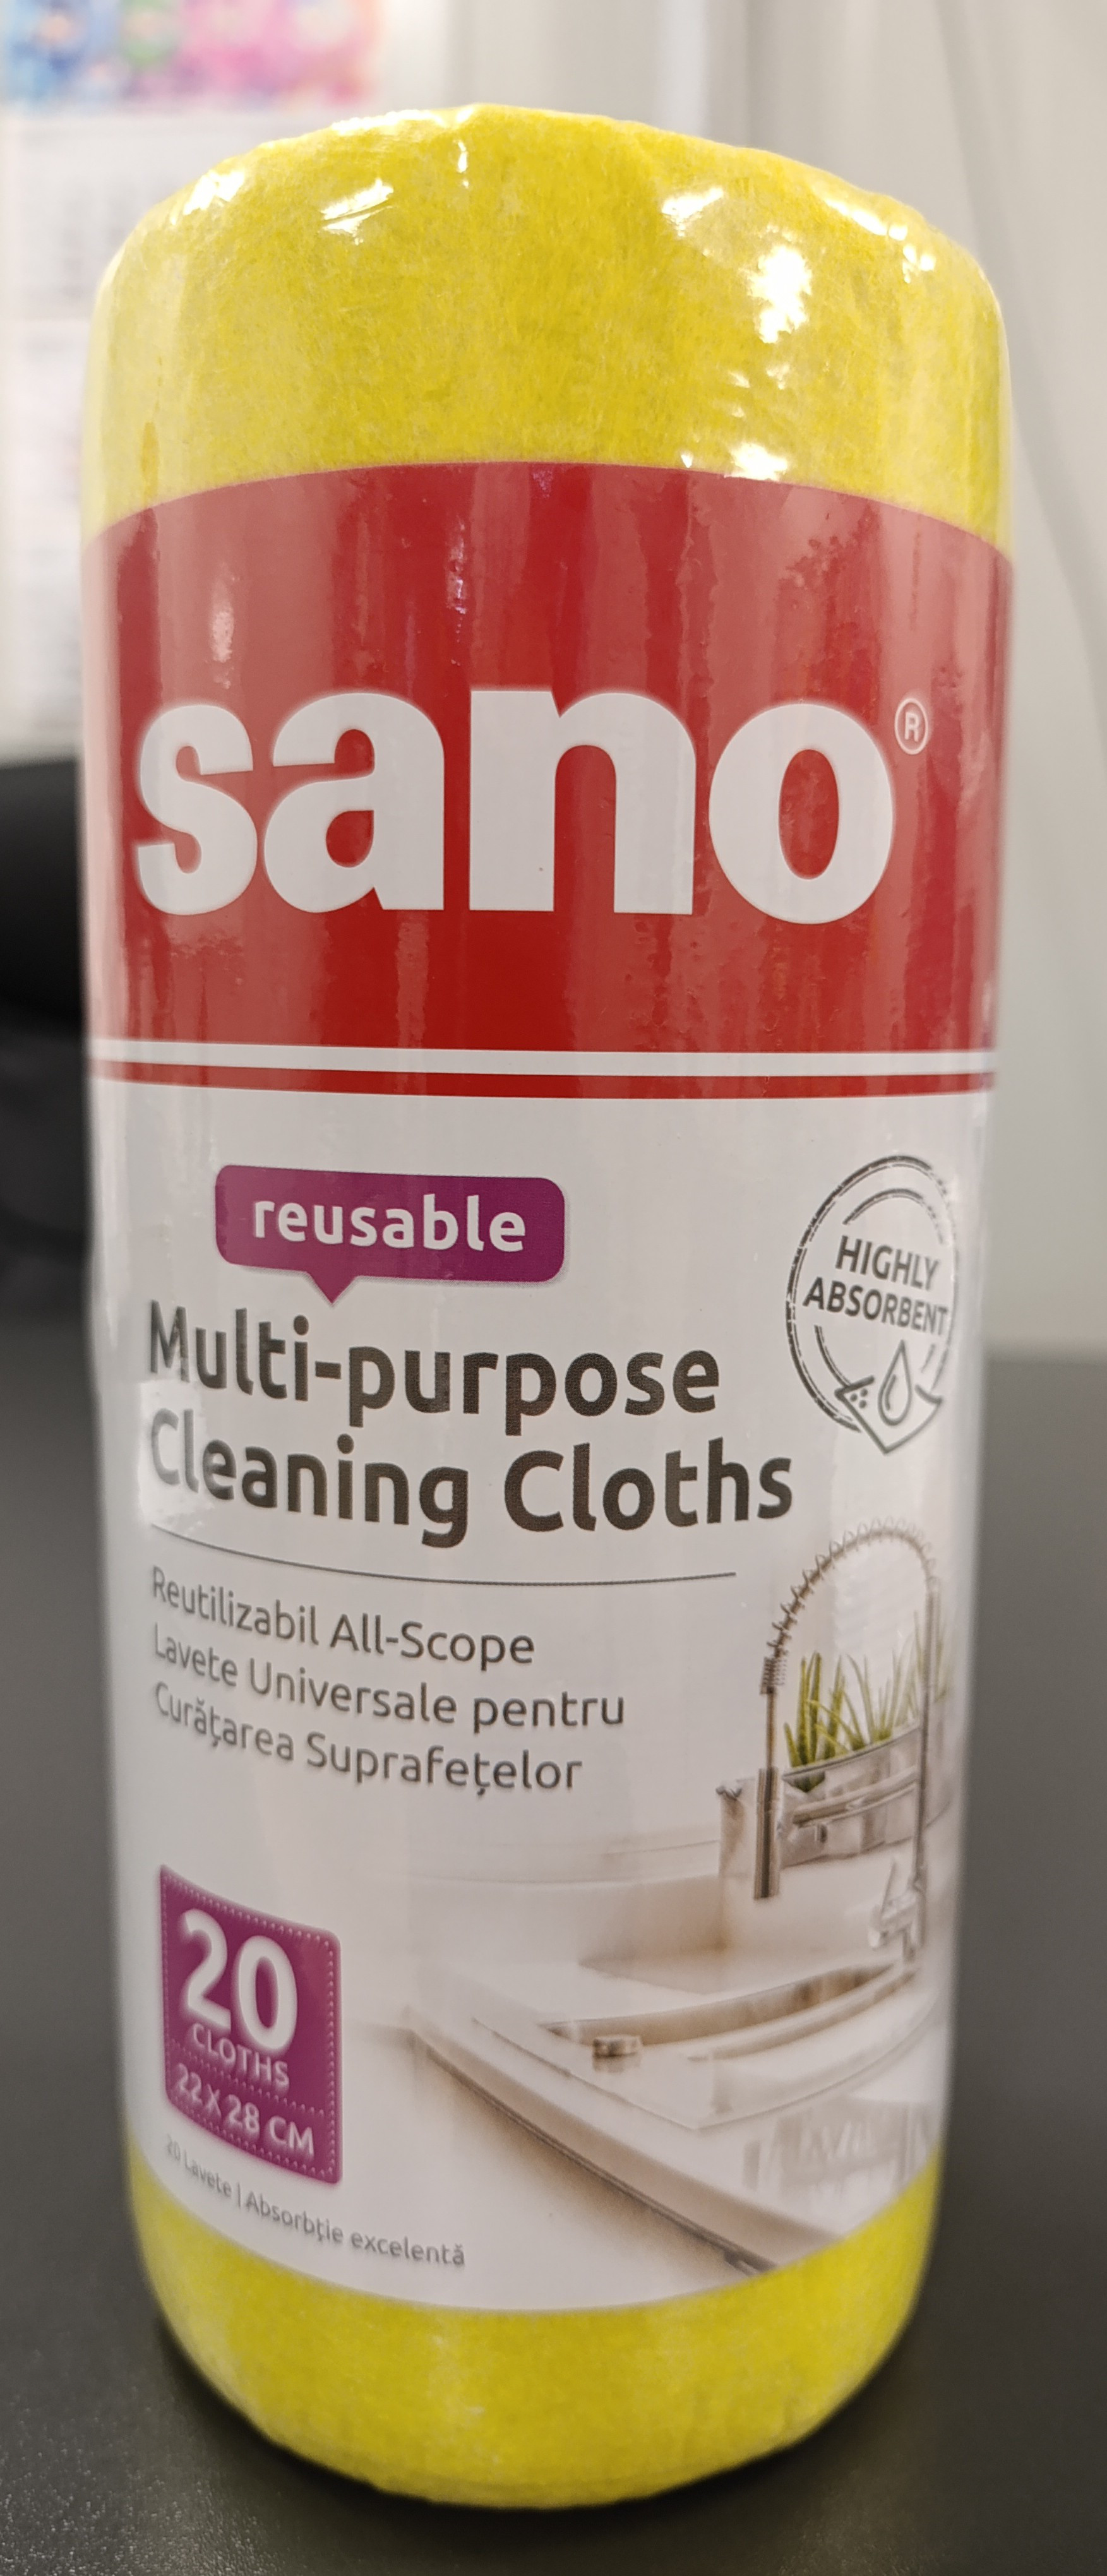 sano®
reusable
HIGHLY
ABSORBENT
Multi-purpose
Cleaning Cloths
Reutilizabil All-Scope
Lavete Universale pentru
Curățarea Suprafețelor
20
CLOTHS
22 X 28 CM
20 Lavete | Absorbție excelentă